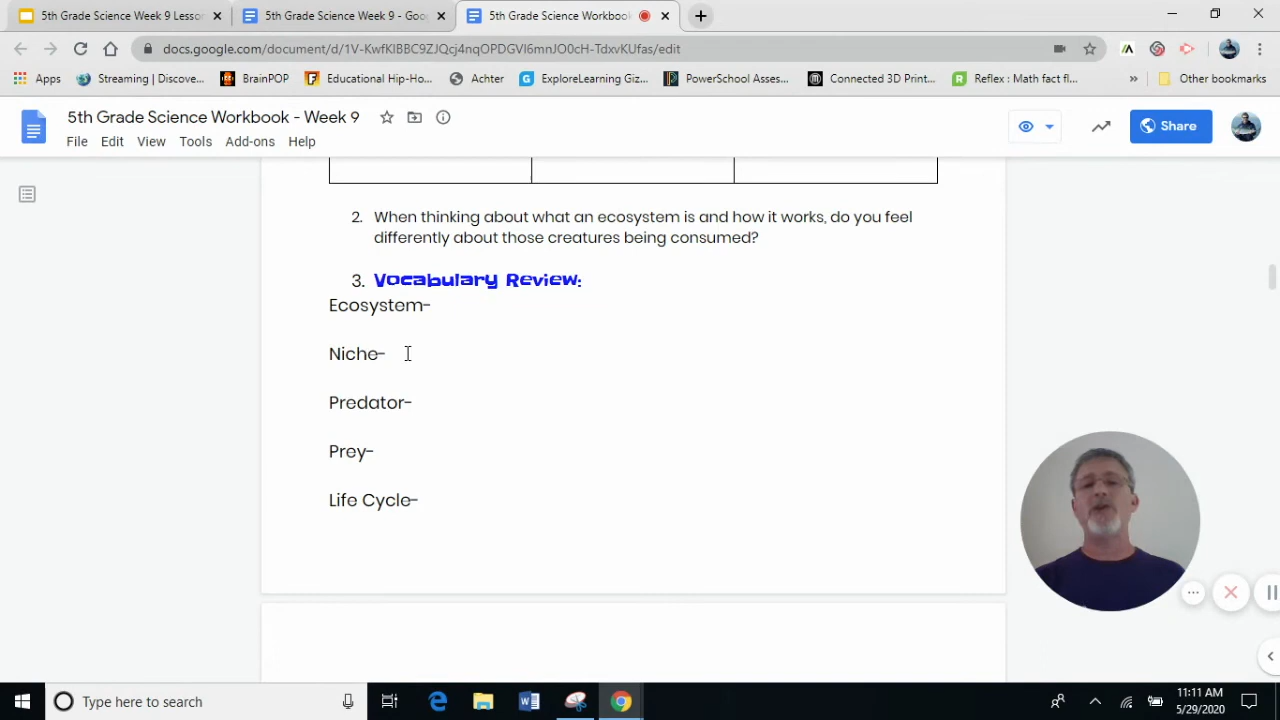 5th Grade Science Week 9 Lesson
5th Grade Science Week 9 - Goo
5th Grade Science Workbook
docs.google.com/document/d/1V-KwfKIBBC9ZJQcj4nqOPDGVl6mnJO0cH-TdxvKUfas/edit
Apps
Streaming | Discove...
BrainPOP
Educational Hip-Ho...
Achter
ExploreLearning Giz...
PowerSchool Asses...
Connected 3D Print...
Reflex : Math fact fl...
Other bookmarks
5th Grade Science Workbook - Week 9
File Edit View Tools Add-ons Help
Share
2. When thinking about what an ecosystem is and how it works, do you feel
differently about those creatures being consumed?
3. Vocabulary Review:
Ecosystem-
Niche-
Predator-
Prey-
Life Cycle-
Type here to search
11:11 AM
5/29/2020